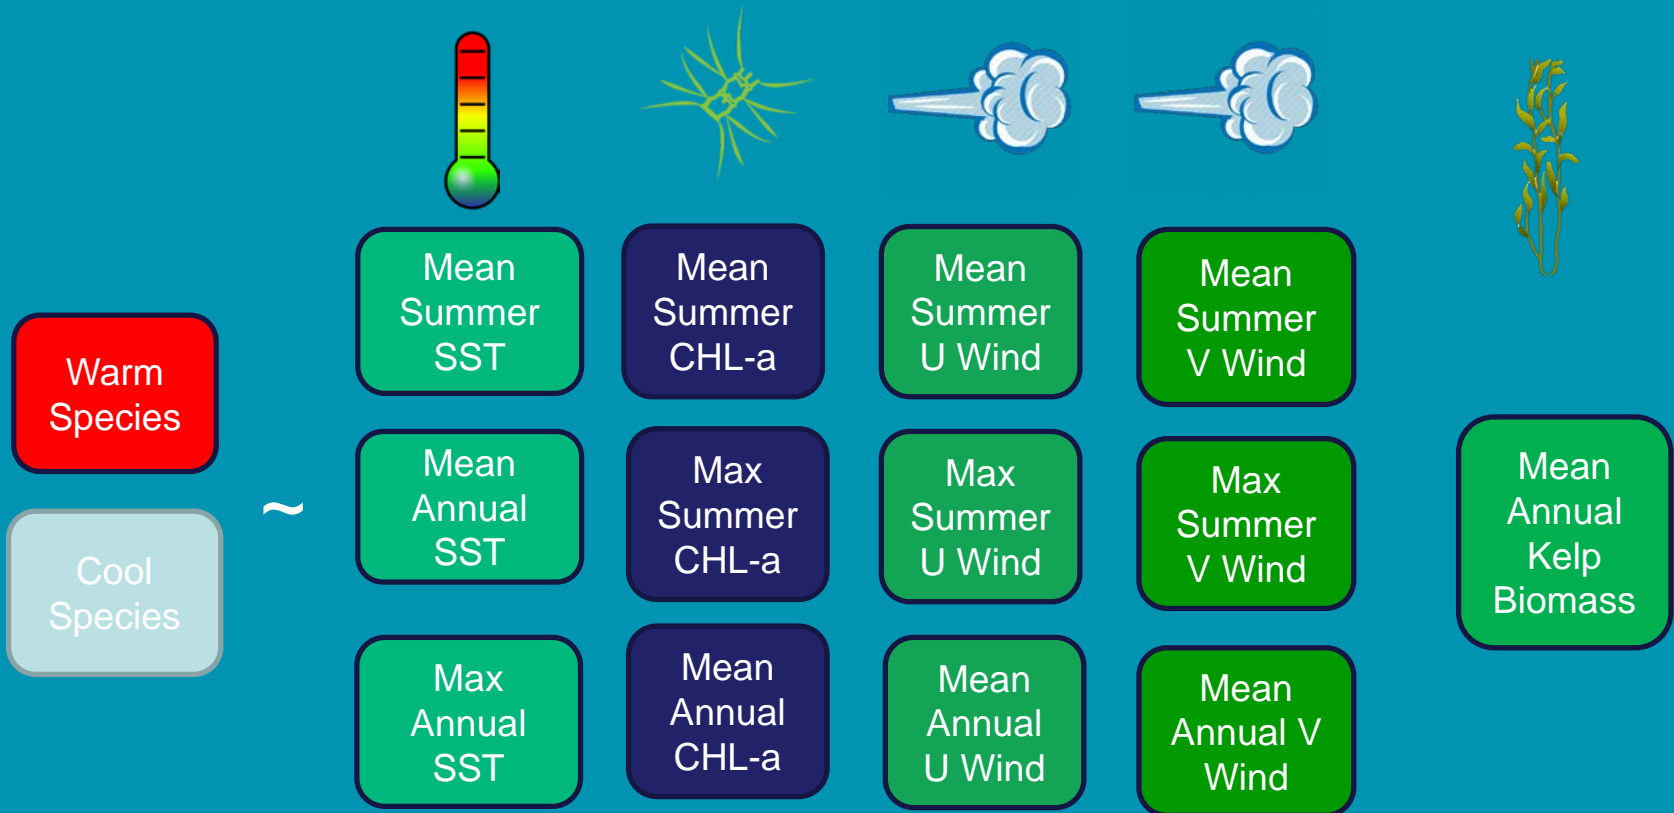 Warm
Species
Cool
Species
~
Mean
Summer
SST
Mean
Annual
SST
Max
Annual
SST
Mean
Summer
CHL-a
Max
Summer
CHL-a
Mean
Annual
CHL-a
Mean
Summer
U Wind
Max
Summer
U Wind
Mean
Annual
U Wind
Mean
Summer
V Wind
Max
Summer
V Wind
Mean
Annual V
Wind
Mean
Annual
Kelp
Biomass